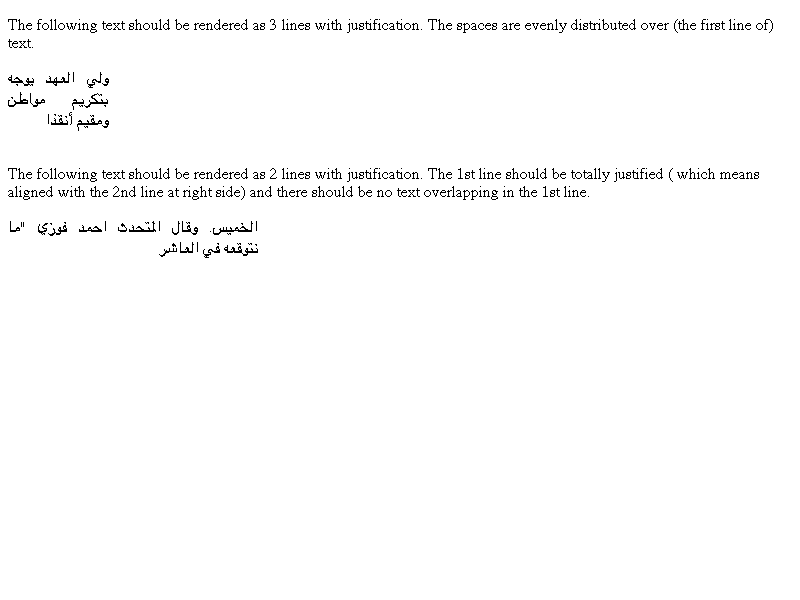 The following text should be rendered as 3 lines with justification. The spaces are evenly distributed over (the first line of)
text.
ولي العهد يوجه
بتكريم مواطن
ومقيم أنقذا
The following text should be rendered as 2 lines with justification. The 1st line should be totally justified ( which means
aligned with the 2nd line at right side) and there should be no text overlapping in the 1st line.
الخميس. وقال المتحدث احمد فوزي "ما
نتوقعه في العاشر